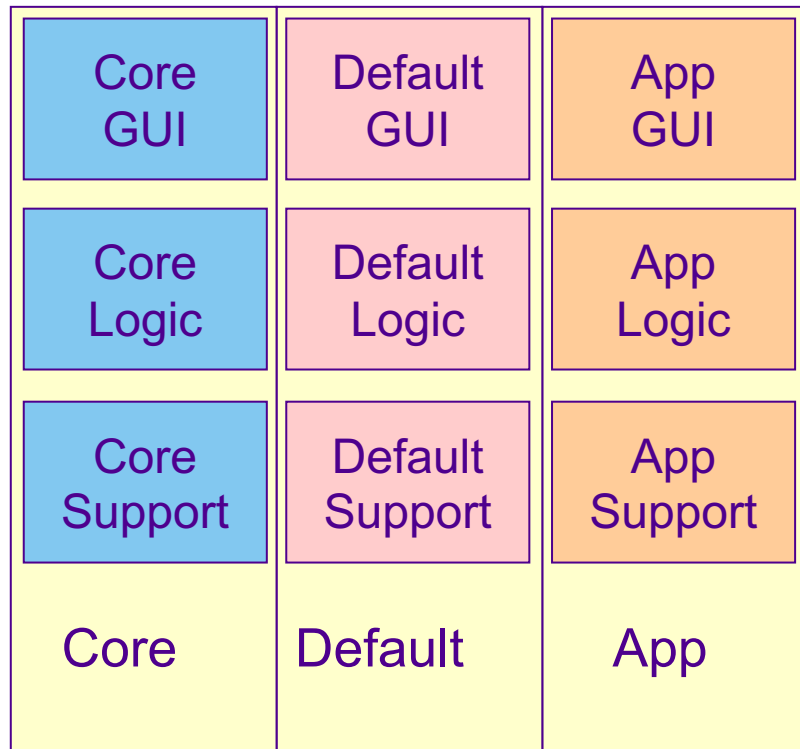 Core
GUI
Default
GUI
App
GUI
Core
Logic
Default
Logic
App
Logic
Core
Support
Default
Support
App
Support
Core
Default
App